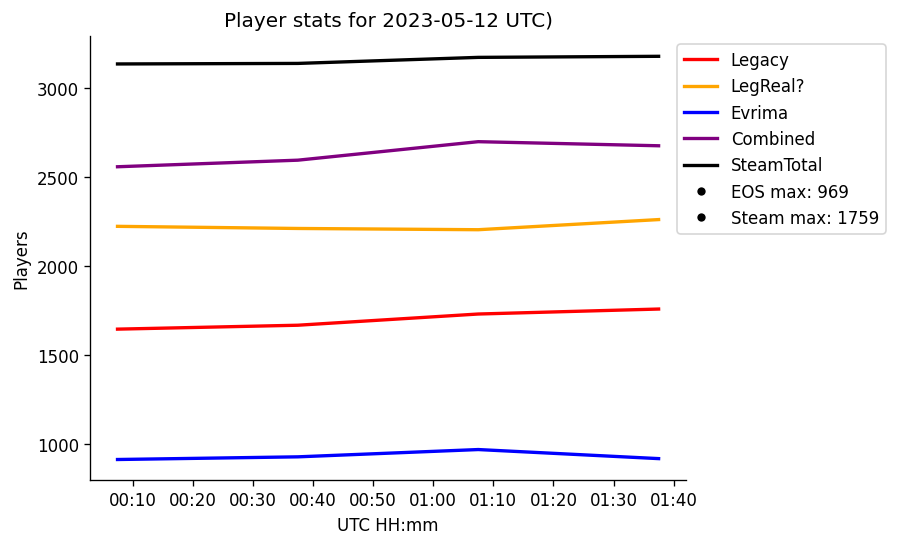 Player stats for 2023-05-12 UTC)
Legacy
LegReal?
Evrima
Combined
SteamTotal
EOS max: 969
Steam max: 1759
Players
3000
2500
2000
1500
1000
00:10 00:20 00:30 00:40 00:50 01:00 01:10 01:20 01:30 01:40
UTC HH:mm